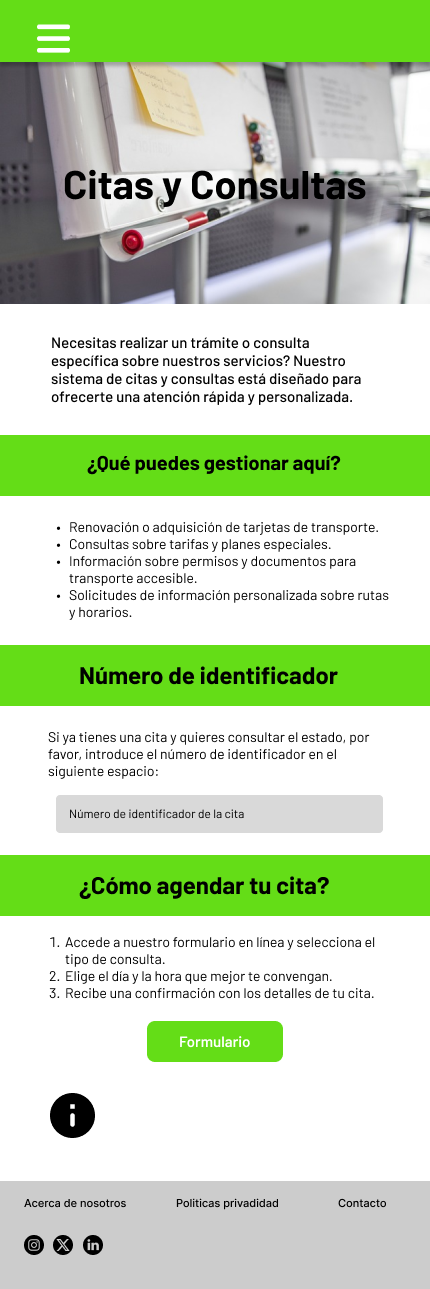 Citas y Consultas
Necesitas realizar un trámite o consulta
específica sobre nuestros servicios? Nuestro
sistema de citas y consultas está diseñado para
ofrecerte una atención rápida y personalizada.
¿Qué puedes gestionar aquí?
• Renovación o adquisición de tarjetas de transporte.
• Consultas sobre tarifas y planes especiales.
• Información sobre permisos y documentos para
transporte accesible.
• Solicitudes de información personalizada sobre rutas
y horarios.
Número de identificador
Si ya tienes una cita y quieres consultar el estado, por
favor, introduce el número de identificador en el
siguiente espacio:
Número de identificador de la cita
¿Cómo agendar tu cita?
1. Accede a nuestro formulario en línea y selecciona el
tipo de consulta.
2. Elige el día y la hora que mejor te convengan.
3. Recibe una confirmación con los detalles de tu cita.
Formulario
Acerca de nosotros
Politicas privadidad
Contacto